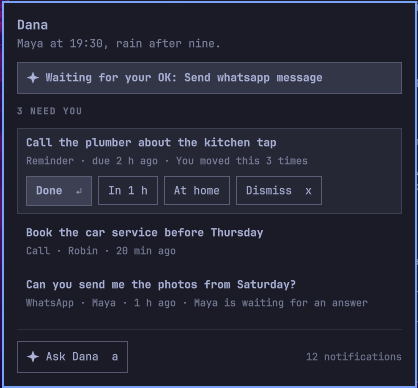 Dana
Maya at 19:30, rain after nine.
Waiting for your OK: Send whatsapp message
3 NEED YOU
Call the plumber about the kitchen tap
Reminder · due 2 h ago · You moved this 3 times
Done ↵ In 1 h At home Dismiss x
Book the car service before Thursday
Call · Robin · 20 min ago
Can you send me the photos from Saturday?
WhatsApp · Maya · 1 h ago · Maya is waiting for an answer
Ask Dana a 12 notifications